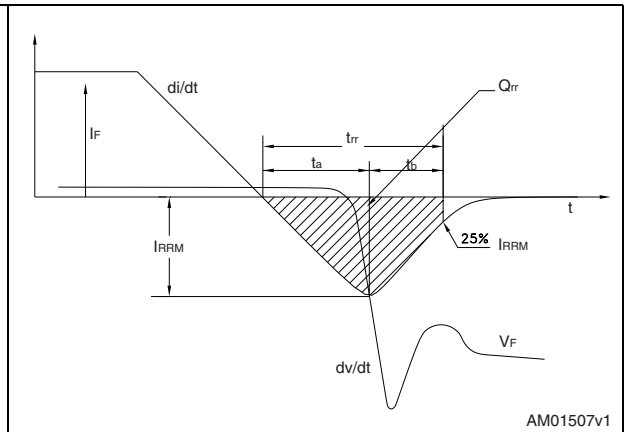 di/dt
Qrr
IF
trr
ta
tb
t
IRRM
25% IRRM
VF
dv/dt
AM01507v1